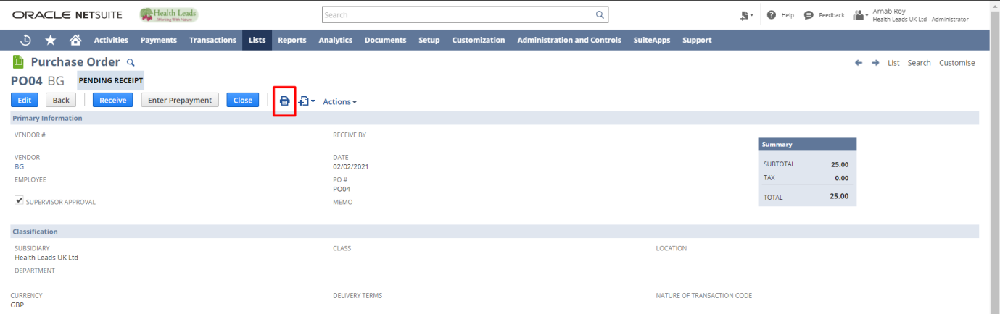 ORACLE NETSUITE Health Leads Working With Nature Search Help Feedback Arnab Roy
Health Leads UK Ltd - Administrator
Activities Payments Transactions Lists Reports Analytics Documents Setup Customization Administration and Controls SuiteApps Support
Purchase Order List Search Customise
PO04 BG PENDING RECEIPT
Edit Back Receive Enter Prepayment Close Actions
Primary Information
VENDOR # RECEIVE BY
Summary
VENDOR DATE SUBTOTAL 25.00
BG 02/02/2021
EMPLOYEE PO # TAX 0.00
PO04
TOTAL 25.00
SUPERVISOR APPROVAL MEMO
Classification
SUBSIDIARY CLASS LOCATION
Health Leads UK Ltd
DEPARTMENT
CURRENCY DELIVERY TERMS NATURE OF TRANSACTION CODE
GBP